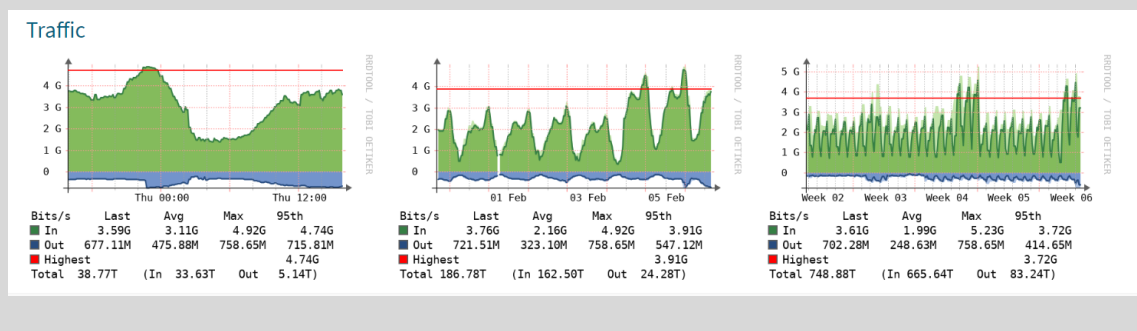 Traffic
4 G
3 G
2 G
1 G
0
Thu 00:00 Thu 12:00
RRDTOOL / TOBI OETIKER
Bits/s Last Avg Max 95th
In 3.59G 3.11G 4.92G 4.74G
Out 677.11M 475.88M 758.65M 715.81M
Highest 4.74G
Total 38.77T (In 33.63T Out 5.14T)
4 G
3 G
2 G
1 G
0
01 Feb 03 Feb 05 Feb
RRDTOOL / TOBI OETIKER
Bits/s Last Avg Max 95th
In 3.76G 2.16G 4.92G 3.91G
Out 721.51M 323.10M 758.65M 547.12M
Highest 3.91G
Total 186.78T (In 162.50T Out 24.28T)
5 G
4 G
3 G
2 G
1 G
0
Week 02 Week 03 Week 04 Week 05 Week 06
RRDTOOL / TOBI OETIKER
Bits/s Last Avg Max 95th
In 3.61G 1.99G 5.23G 3.72G
Out 702.28M 248.63M 758.65M 414.65M
Highest 3.72G
Total 748.88T (In 665.64T Out 83.24T)